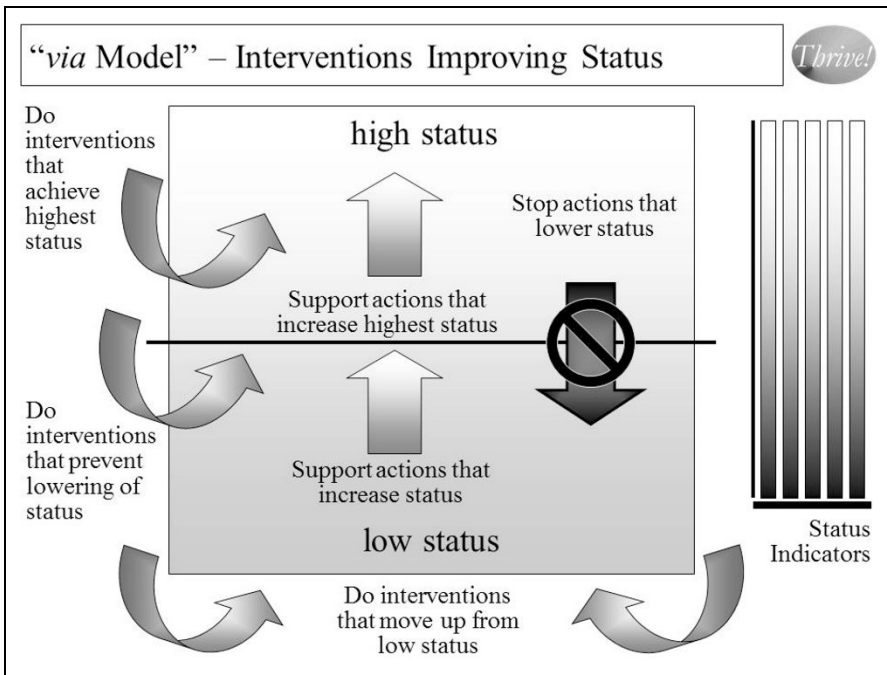 “via Model” – Interventions Improving Status
Thrive!
Do
interventions
that
achieve
highest
status
high status
Stop actions that
lower status
Support actions that
increase highest status
Do
interventions
that prevent
lowering of
status
Support actions that
increase status
low status
Do interventions
that move up from
low status
Status
Indicators